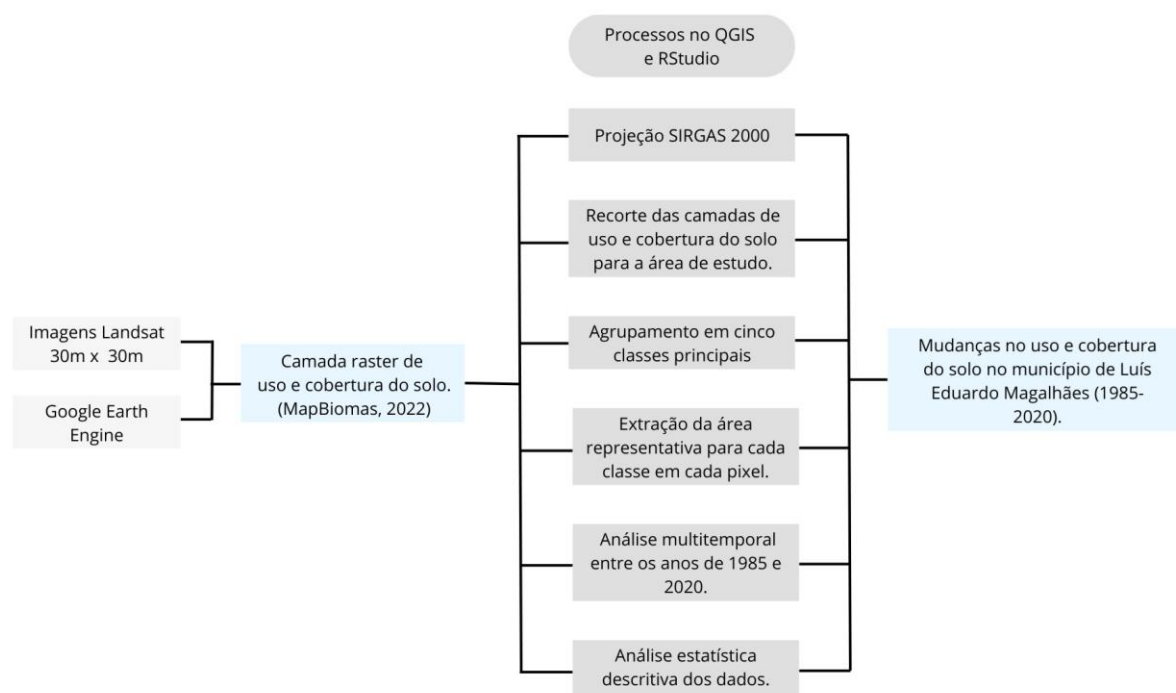 Processos no QGIS
e RStudio
Projeção SIRGAS 2000
Recorte das camadas de
uso e cobertura do solo
para a área de estudo.
Imagens Landsat
30m x 30m
Google Earth
Engine
Camada raster de
uso e cobertura do solo.
(MapBiomas, 2022)
Agrupamento em cinco
classes principais
Extração da área
representativa para cada
classe em cada pixel.
Análise multitemporal
entre os anos de 1985 e
2020.
Análise estatística
descritiva dos dados.
Mudanças no uso e cobertura
do solo no município de Luís
Eduardo Magalhães (1985-
2020).